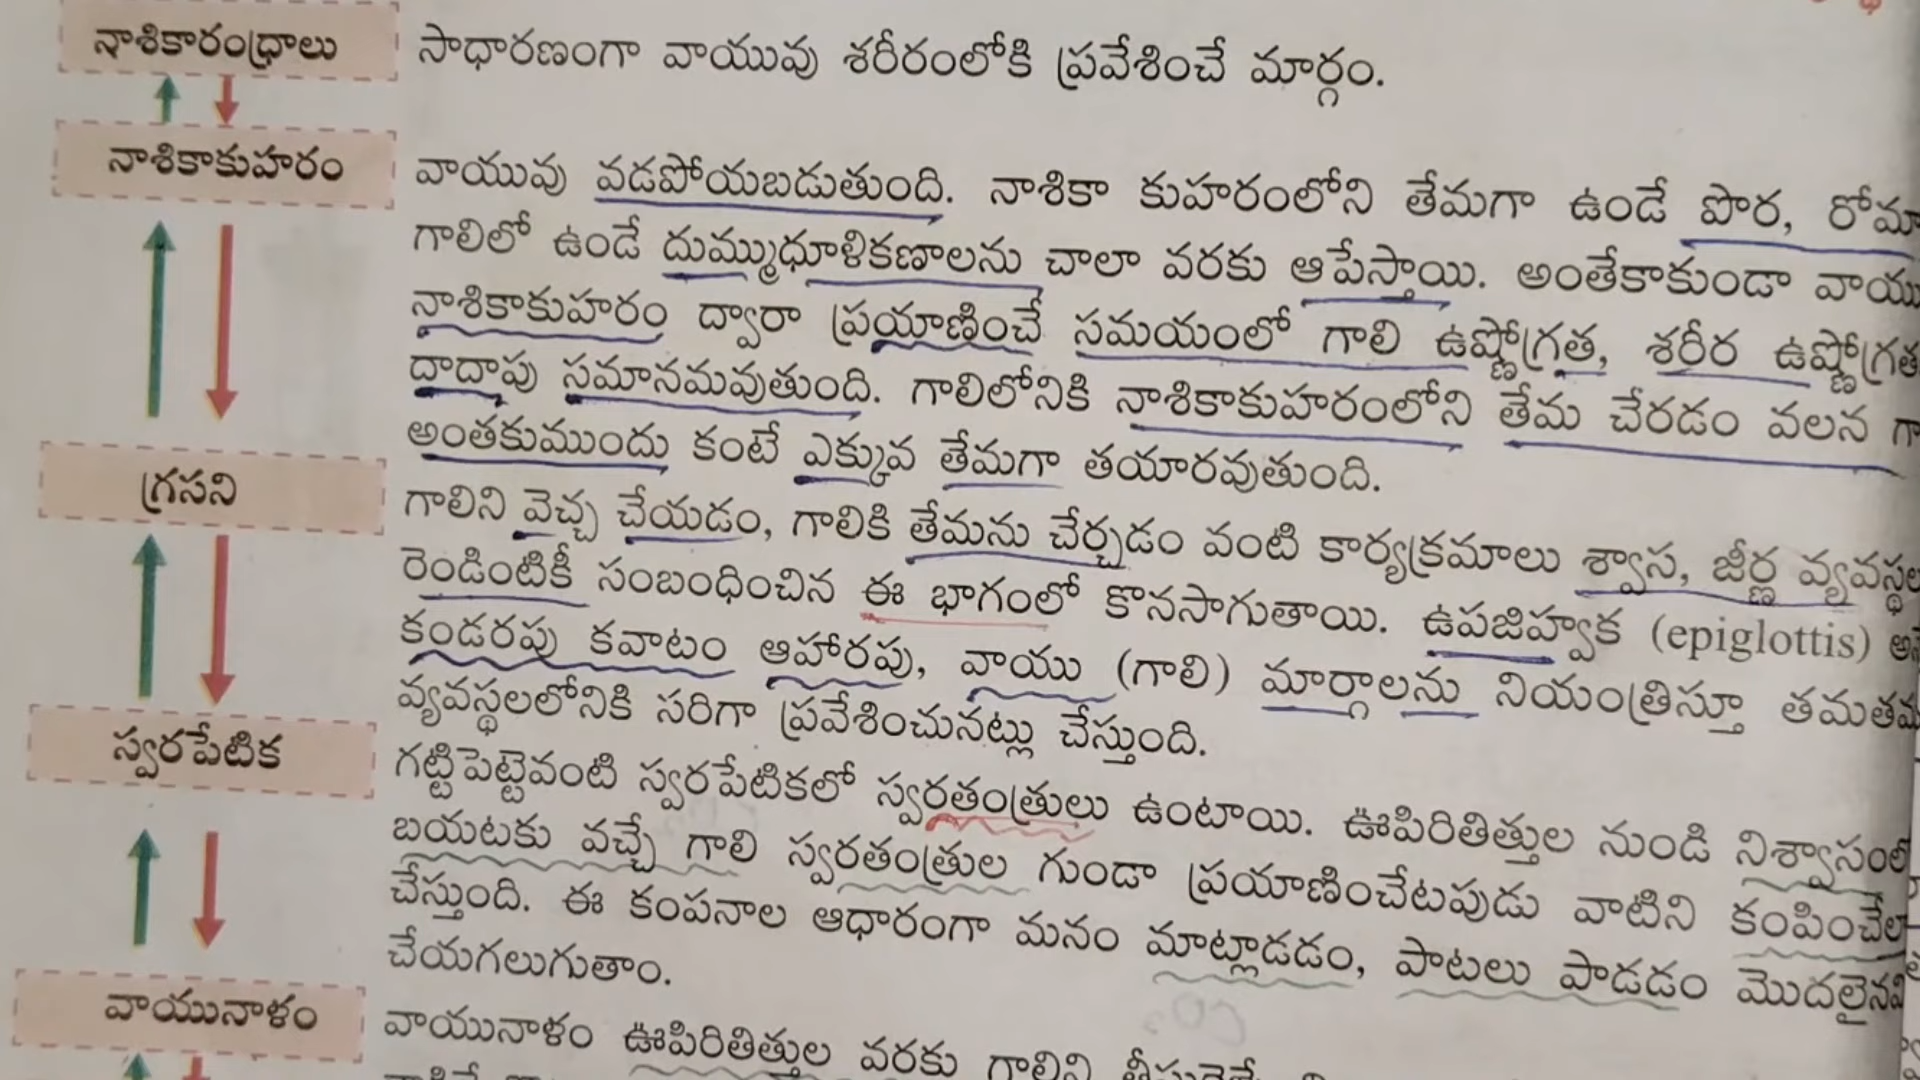 నాశికారంధ్రాలు
సాధారణంగా వాయువు శరీరంలోకి ప్రవేశించే మార్గం.
నాశికాకుహరం
వాయువు వడపోయబడుతుంది. నాశికా కుహరంలోని తేమగా ఉండే పొర, రోమా
గాలిలో ఉండే దుమ్ముధూళికణాలను చాలా వరకు ఆపేస్తాయి. అంతేకాకుండా వాయు
నాశికాకుహరం ద్వారా ప్రయాణించే సమయంలో గాలి ఉష్ణోగ్రత, శరీర ఉష్ణోగ్రత
దాదాపు సమానమవుతుంది. గాలిలోనికి నాశికాకుహరంలోని తేమ చేరడం వలన గా
అంతకుముందు కంటే ఎక్కువ తేమగా తయారవుతుంది.
గ్రసని
గాలిని వెచ్చ చేయడం, గాలికి తేమను చేర్చడం వంటి కార్యక్రమాలు శ్వాస, జీర్ణ వ్యవస్థల
రెండింటికీ సంబంధించిన ఈ భాగంలో కొనసాగుతాయి. ఉపజిహ్వక (epiglottis) అనే
కండరపు కవాటం ఆహారపు, వాయు (గాలి) మార్గాలను నియంత్రిస్తూ తమతమ
వ్యవస్థలలోనికి సరిగా ప్రవేశించునట్లు చేస్తుంది.
స్వరపేటిక
గట్టిపెట్టెవంటి స్వరపేటికలో స్వరతంత్రులు ఉంటాయి. ఊపిరితిత్తుల నుండి నిశ్వాసంలో
బయటకు వచ్చే గాలి స్వరతంత్రుల గుండా ప్రయాణించేటపుడు వాటిని కంపించేలా
చేస్తుంది. ఈ కంపనాల ఆధారంగా మనం మాట్లాడడం, పాటలు పాడడం మొదలైనవి
చేయగలుగుతాం.
వాయునాళం
వాయునాళం ఊపిరితిత్తుల వరకు గాలిని